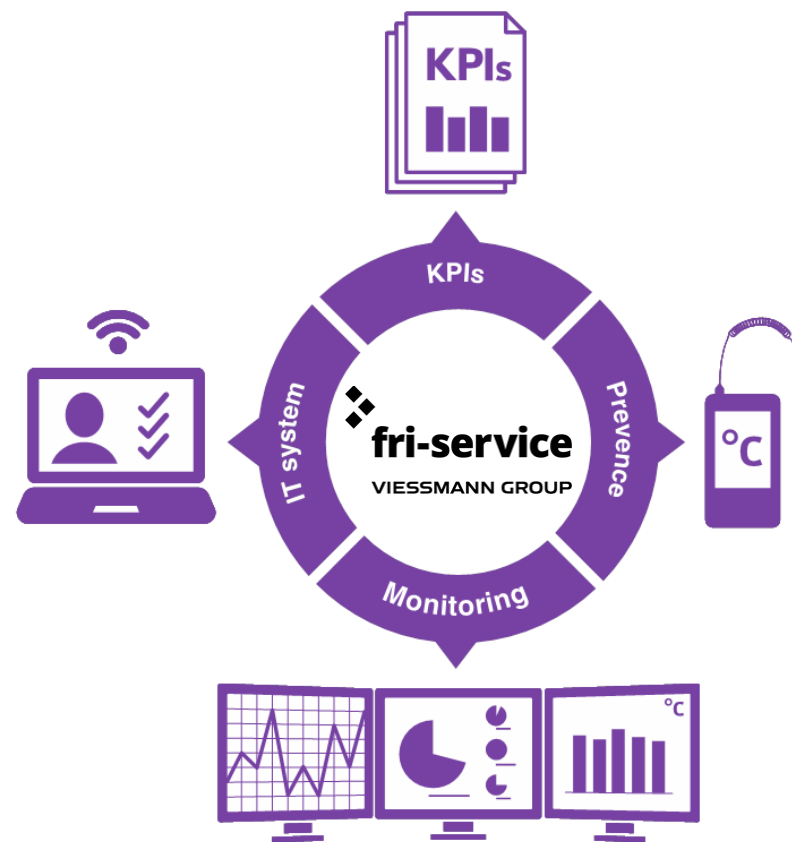 KPIs
KPIs
IT system
fri-service
VIESSMANN GROUP
Prevence
°C
Monitoring
°C